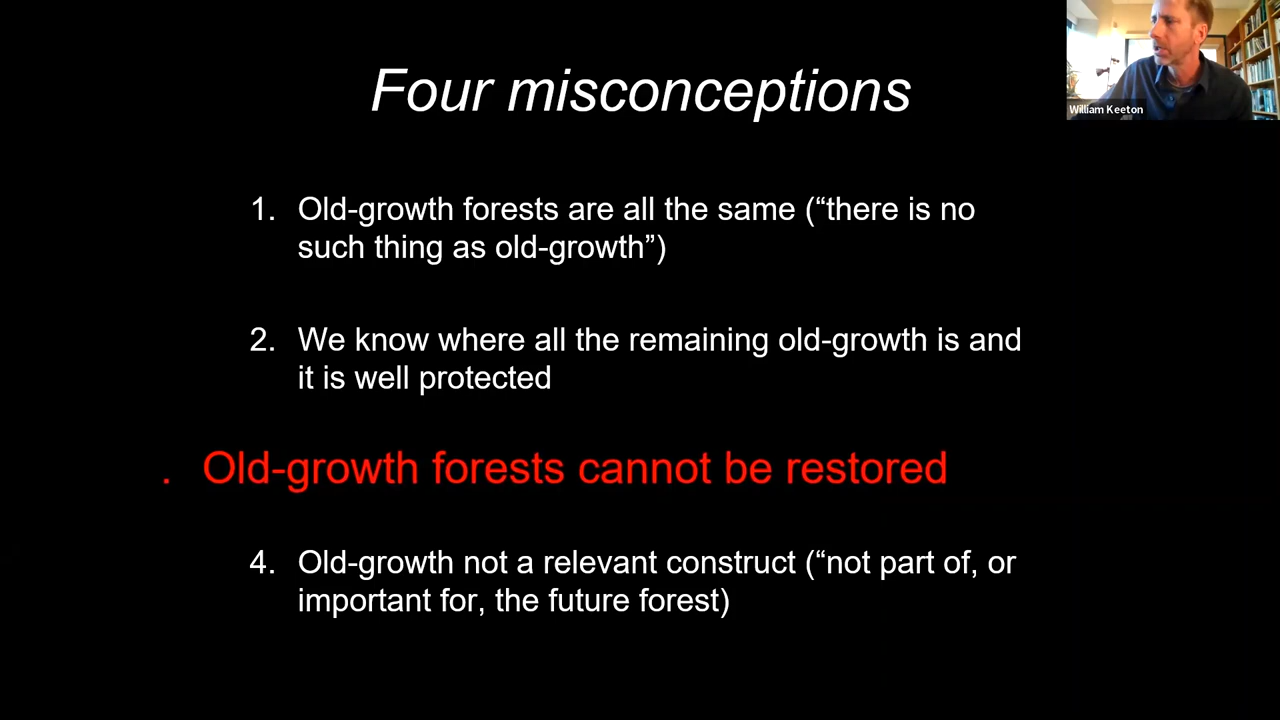 Four misconceptions
William Keeton
1. Old-growth forests are all the same (“there is no
such thing as old-growth”)
2. We know where all the remaining old-growth is and
it is well protected
. Old-growth forests cannot be restored
4. Old-growth not a relevant construct (“not part of, or
important for, the future forest)